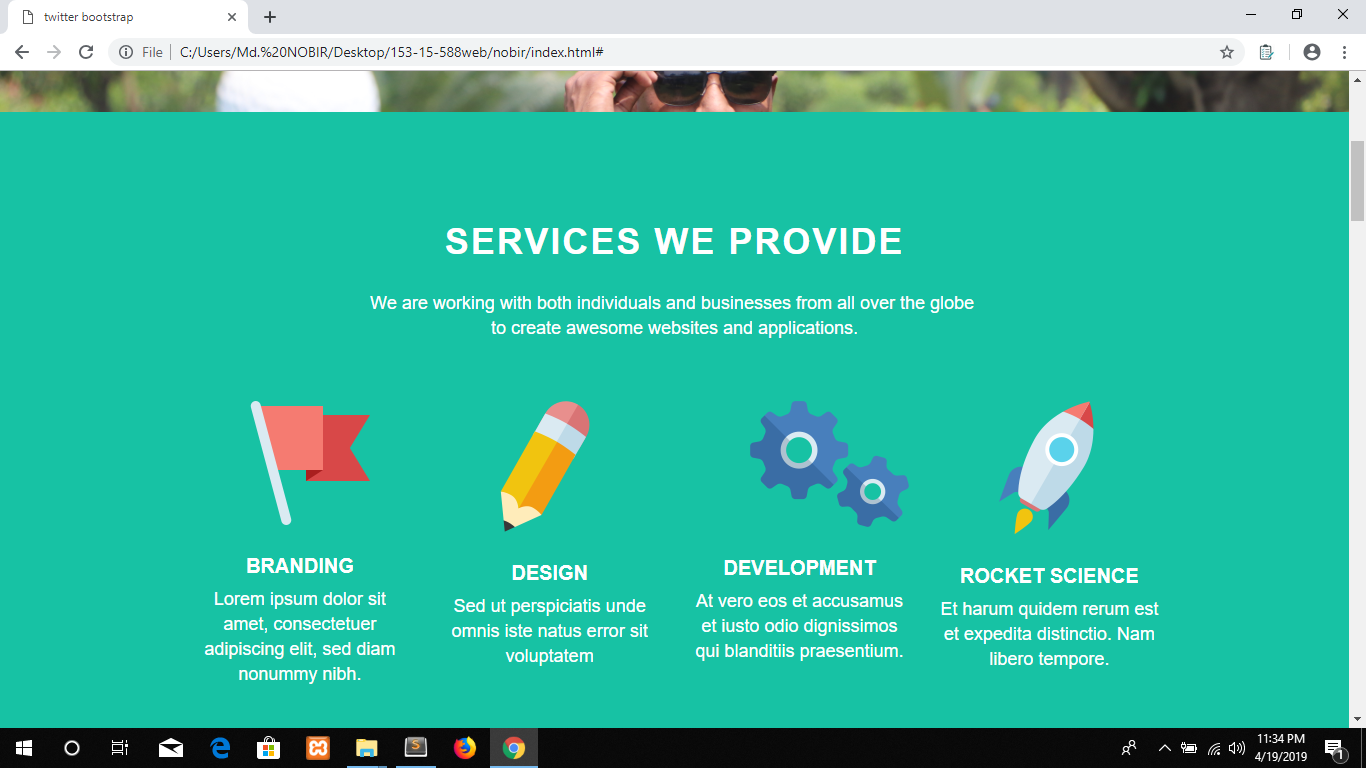 twitter bootstrap
File
C:/Users/Md.%20NOBIR/Desktop/153-15-588web/nobir/index.html#
SERVICES WE PROVIDE
We are working with both individuals and businesses from all over the globe
to create awesome websites and applications.
BRANDING
Lorem ipsum dolor sit
amet, consectetuer
adipiscing elit, sed diam
nonummy nibh.
DESIGN
Sed ut perspiciatis unde
omnis iste natus error sit
voluptatem
DEVELOPMENT
At vero eos et accusamus
et iusto odio dignissimos
qui blanditiis praesentium.
ROCKET SCIENCE
Et harum quidem rerum est
et expedita distinctio. Nam
libero tempore.
11:34 PM
4/19/2019
1